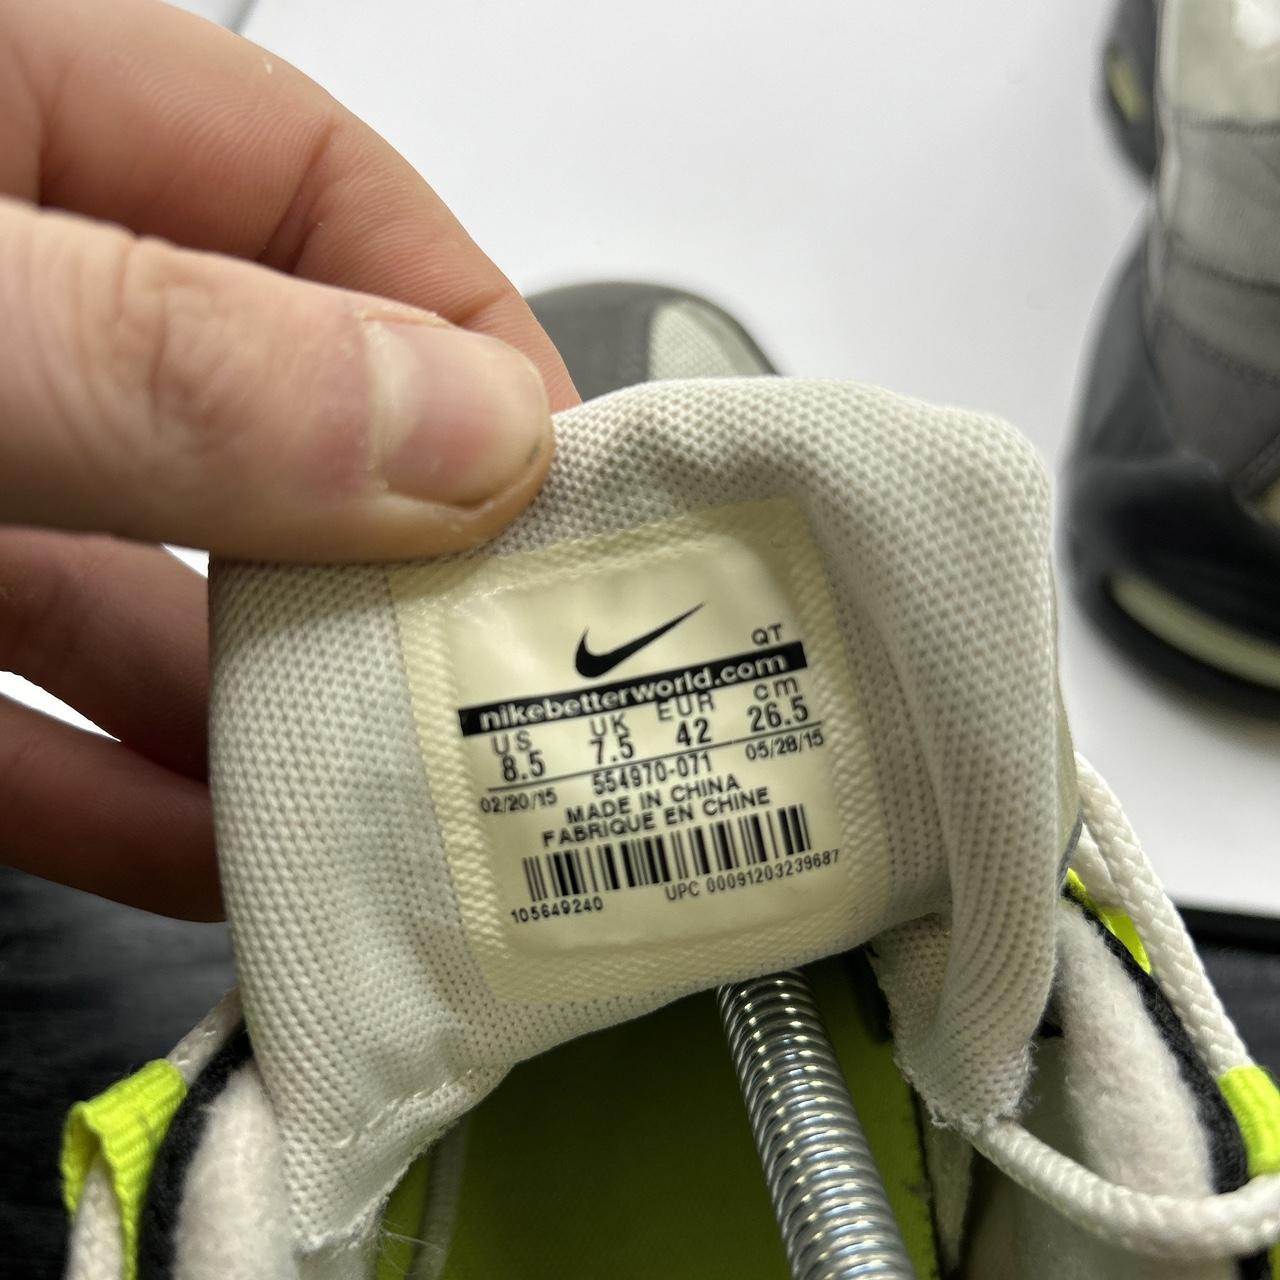 QT
nikebetterworld.com
US UK EUR cm
8.5 7.5 42 26.5
02/20/15 554970-071 05/28/15
MADE IN CHINA
FABRIQUE EN CHINE
105649240 UPC 00091203239687